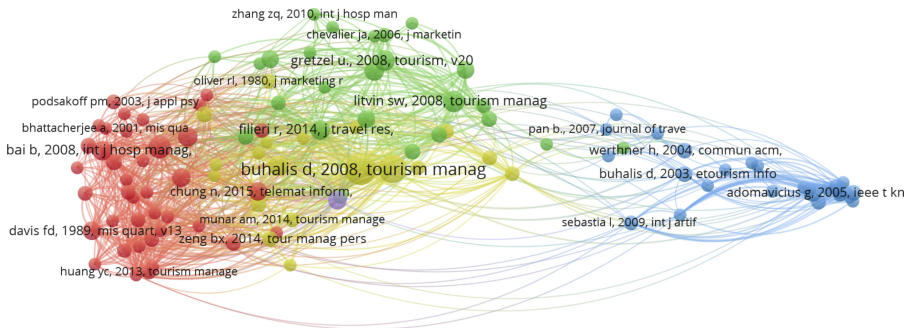 zhang zq, 2010, int j hosp man
chevalier ja, 2006, j marketin
gretzel u., 2008, tourism, v20
oliver rl, 1980, j marketing r
podsakoff pm, 2003, j appl psy
litvin sw, 2008, tourism manag
bhattacherjee a, 2001, mis qua
filieri r, 2014, j travel res,
pan b., 2007, journal of trave
bai b, 2008, int j hosp manag,
werthner h, 2004, commun acm,
buhalis d, 2008, tourism manag
buhalis d, 2003, etourism info
chung n, 2015, telemat inform,
adomavicius g, 2005, ieee t kn
munar am, 2014, tourism manage
sebastia l, 2009, int j artif
davis fd, 1989, mis quart, v13
zeng bx, 2014, tour manag pers
huang yc, 2013, tourism manage